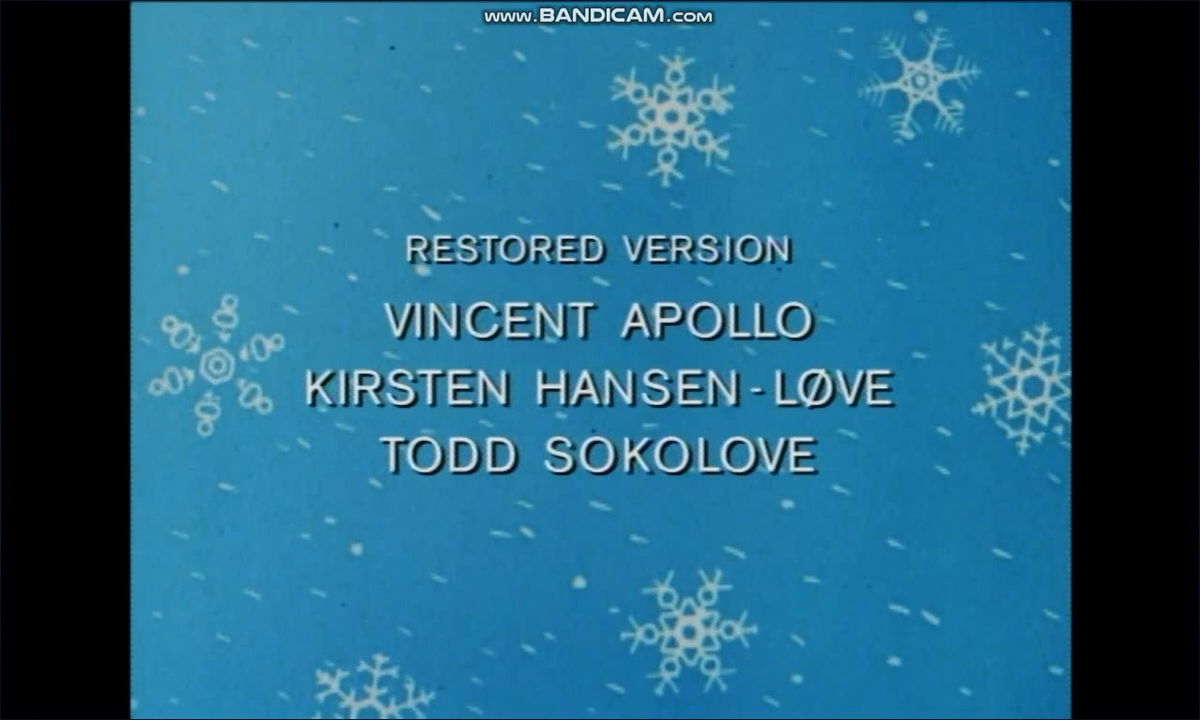 www.BANDICAM.com
RESTORED VERSION
VINCENT APOLLO
KIRSTEN HANSEN-LØVE
TODD SOKOLOVE